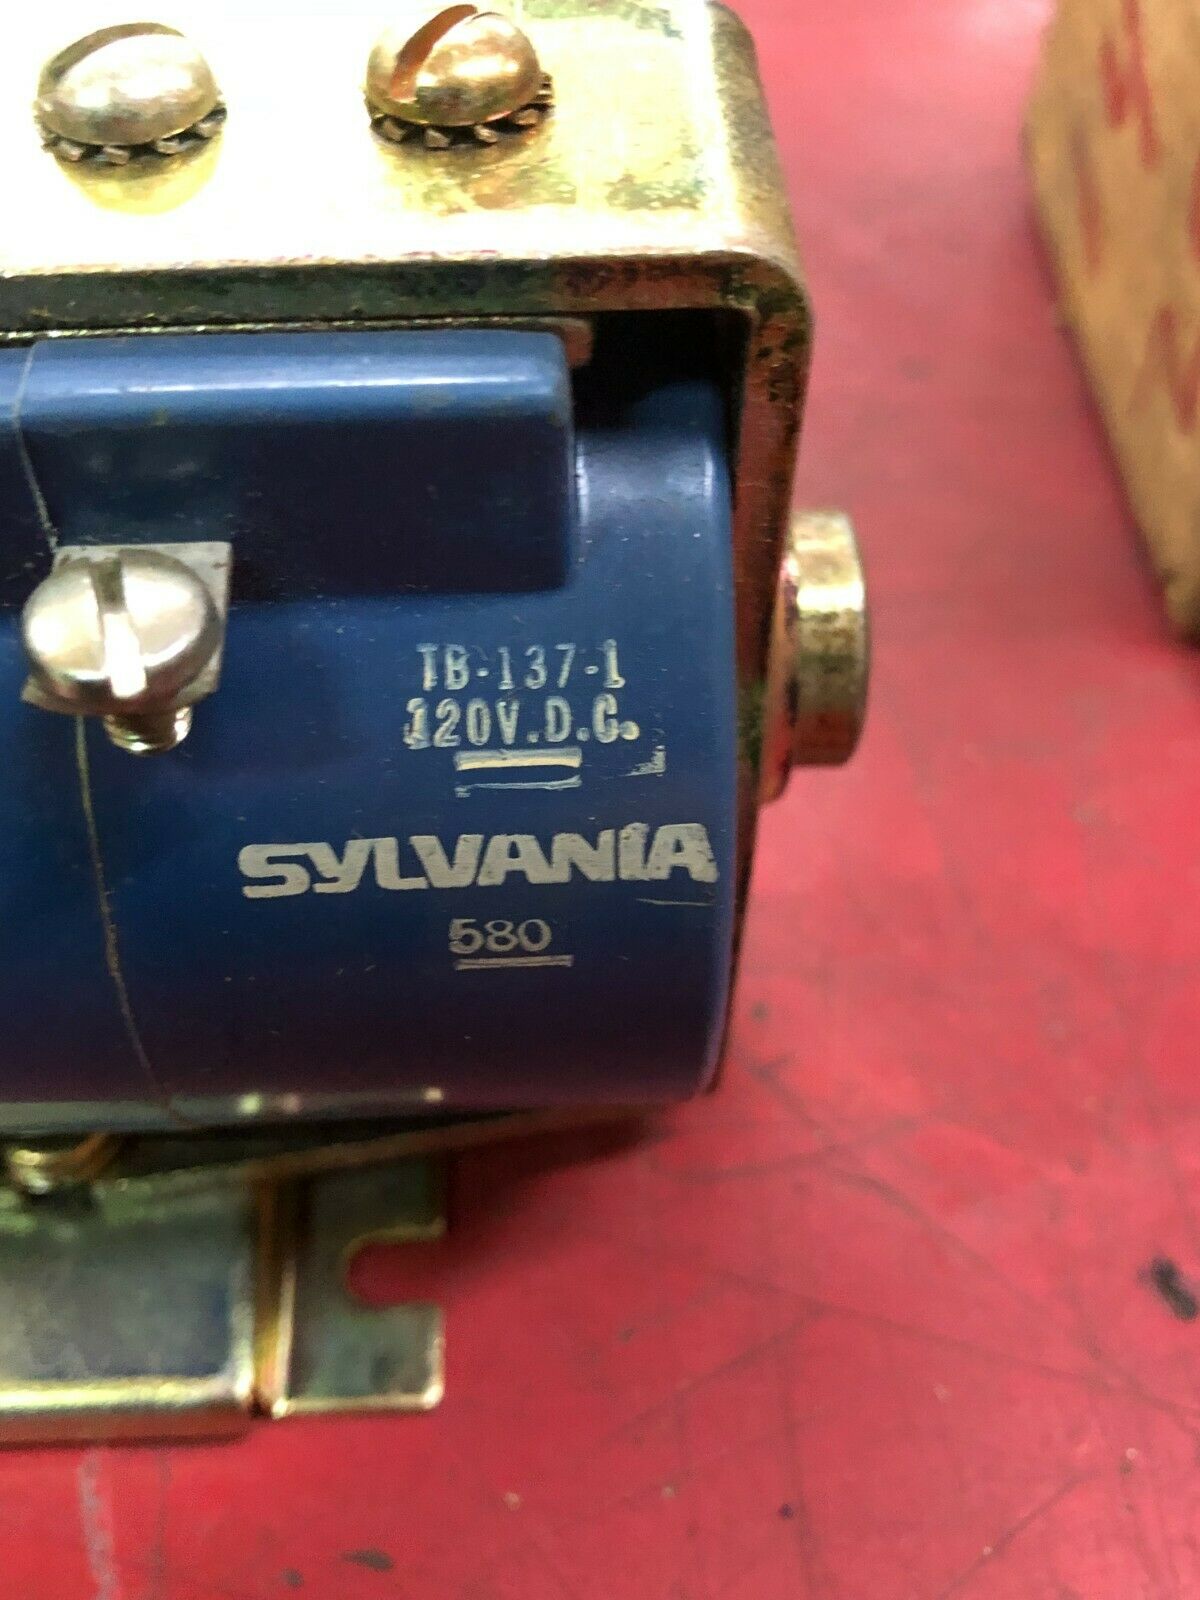 TB-137-1
120V.D.C.
SYLVANIA
580